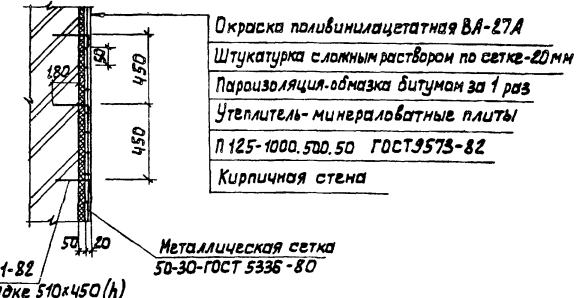 Окраска поливинилацетатная ВА-27А
Штукатурка сложным раствором по сетке-20мм
Пароизоляция-обмазка битумом за 1 раз
Утеплитель-минераловатные плиты
П 125-1000.500.50 ГОСТ 9573-82
Кирпичная стена
180
50
450
450
50 20
Металлическая сетка
50-30-ГОСТ 5336-80
1-82
дке 510×450(h)